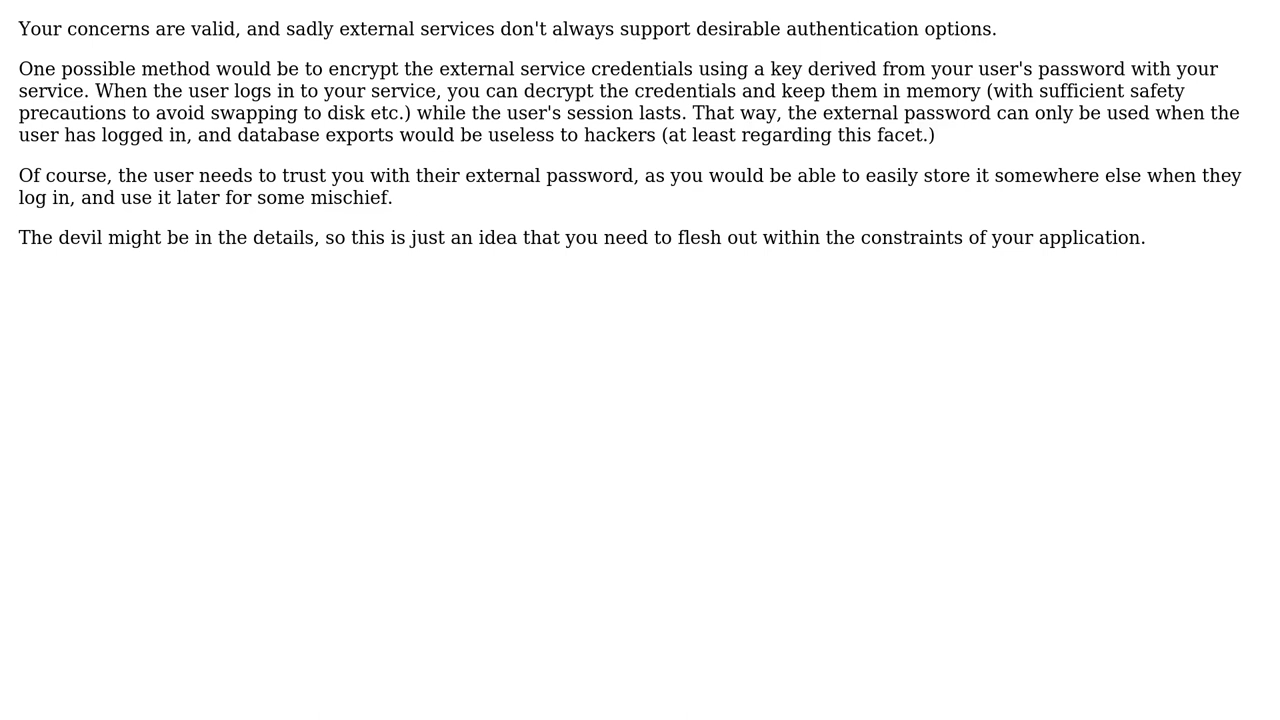 Your concerns are valid, and sadly external services don't always support desirable authentication options.
One possible method would be to encrypt the external service credentials using a key derived from your user's password with your
service. When the user logs in to your service, you can decrypt the credentials and keep them in memory (with sufficient safety
precautions to avoid swapping to disk etc.) while the user's session lasts. That way, the external password can only be used when the
user has logged in, and database exports would be useless to hackers (at least regarding this facet.)
Of course, the user needs to trust you with their external password, as you would be able to easily store it somewhere else when they
log in, and use it later for some mischief.
The devil might be in the details, so this is just an idea that you need to flesh out within the constraints of your application.